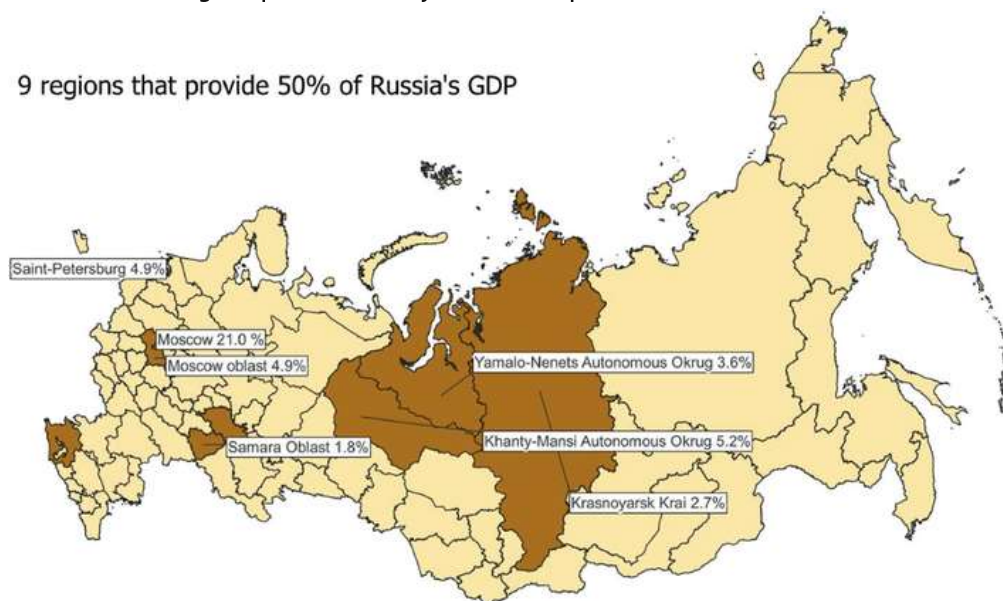 9 regions that provide 50% of Russia's GDP
Saint-Petersburg 4.9%
Moscow 21.0 %
Moscow oblast 4.9%
Yamalo-Nenets Autonomous Okrug 3.6%
Samara Oblast 1.8%
Khanty-Mansi Autonomous Okrug 5.2%
Krasnoyarsk Krai 2.7%